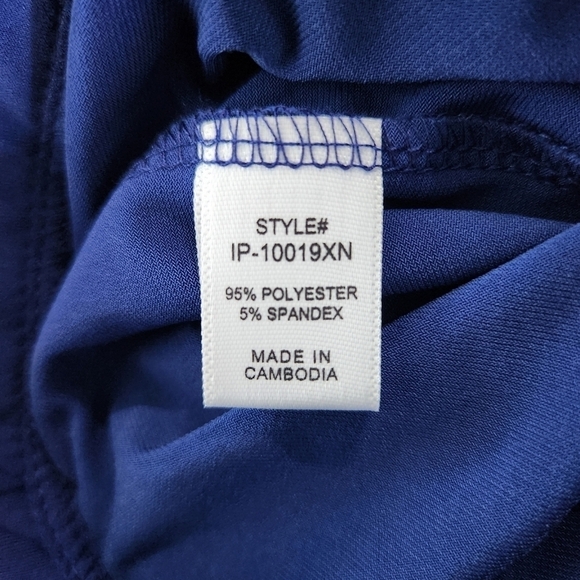 STYLE#
IP-10019XN
95% POLYESTER
5% SPANDEX
MADE IN
CAMBODIA